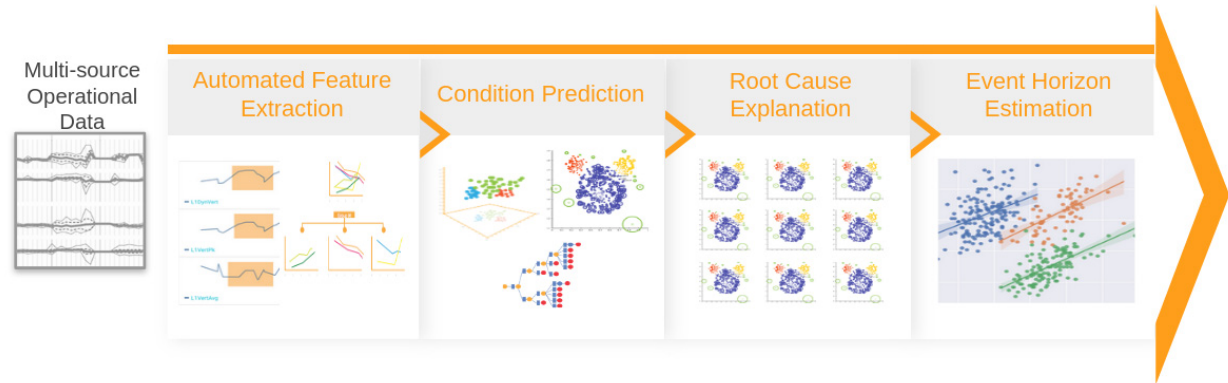 Multi-source
Operational
Data
Automated Feature
Extraction
Condition Prediction
Root Cause
Explanation
Event Horizon
Estimation